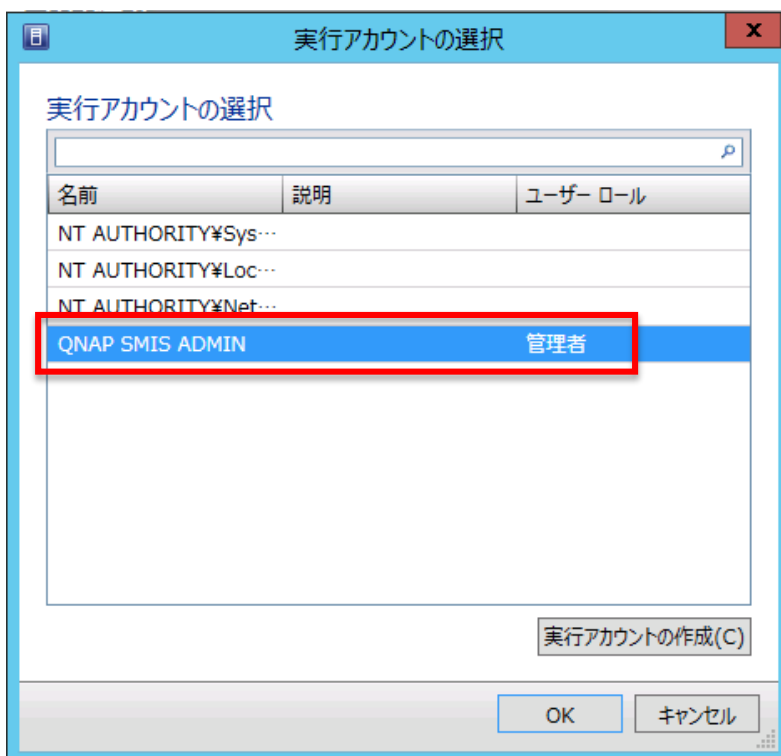 実行アカウントの選択
x
実行アカウントの選択
名前 説明 ユーザー ロール
NT AUTHORITY¥Sys…
NT AUTHORITY¥Loc…
NT AUTHORITY¥Net…
QNAP SMIS ADMIN 管理者
実行アカウントの作成(C)
OK キャンセル